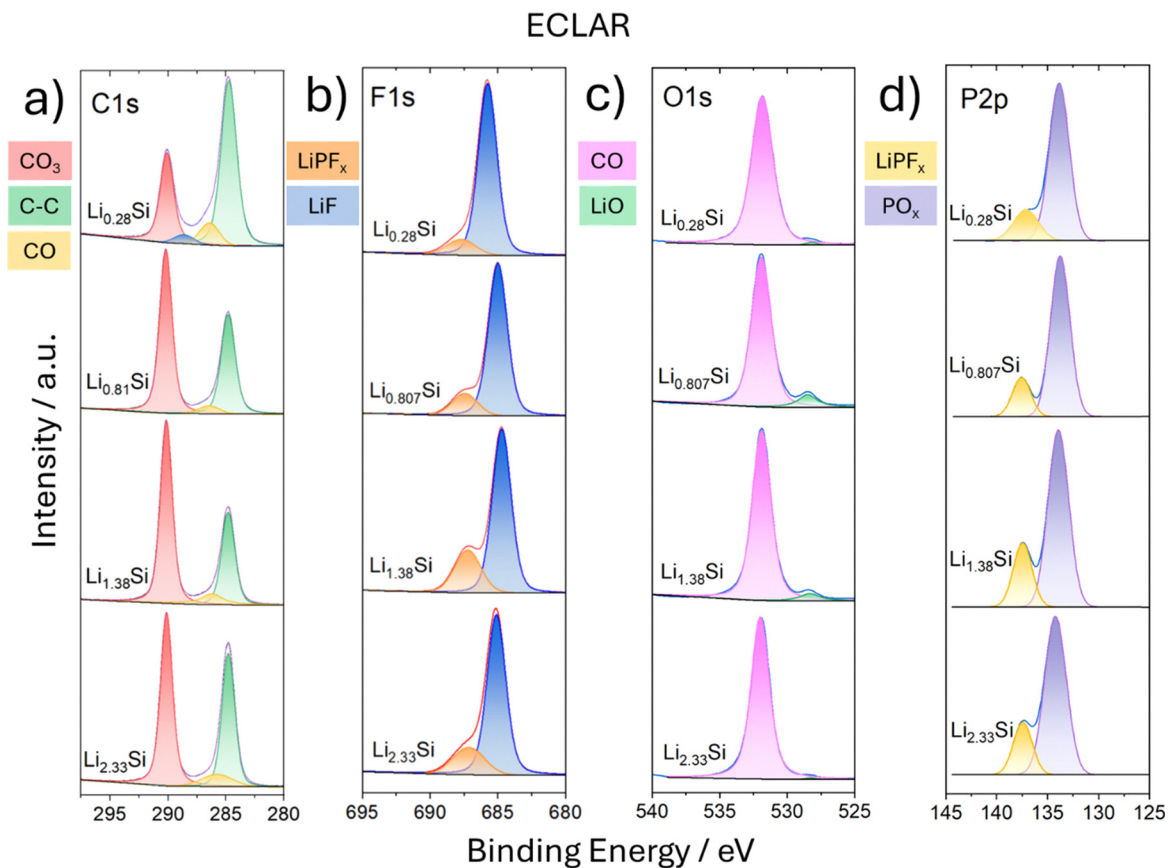 ECLAR
a)
C1s
CO₃
C-C
CO
Li₀.₂₈Si
Li₀.₈₁Si
Li₁.₃₈Si
Li₂.₃₃Si
295 290 285 280
b)
F1s
LiPFₓ
LiF
Li₀.₂₈Si
Li₀.₈₀₇Si
Li₁.₃₈Si
Li₂.₃₃Si
695 690 685 680
c)
O1s
CO
LiO
Li₀.₂₈Si
Li₀.₈₀₇Si
Li₁.₃₈Si
Li₂.₃₃Si
540 535 530 525
d)
P2p
LiPFₓ
POₓ
Li₀.₂₈Si
Li₀.₈₀₇Si
Li₁.₃₈Si
Li₂.₃₃Si
145 135 130 125
Intensity / a.u.
Binding Energy / eV